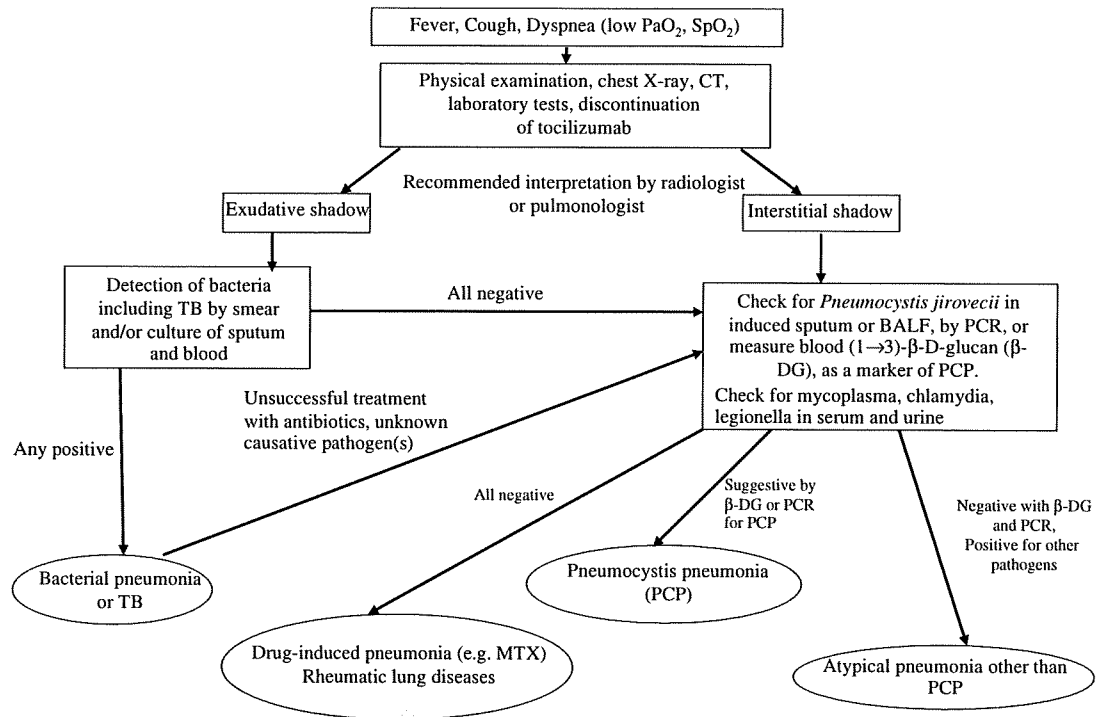 Fever, Cough, Dyspnea (low PaO₂, SpO₂)
Physical examination, chest X-ray, CT,
laboratory tests, discontinuation
of tocilizumab
Recommended interpretation by radiologist
or pulmonologist
Exudative shadow
Interstitial shadow
Detection of bacteria
including TB by smear
and/or culture of sputum
and blood
All negative
Check for Pneumocystis jirovecii in
induced sputum or BALF, by PCR, or
measure blood (1→3)-β-D-glucan (β-
DG), as a marker of PCP.
Check for mycoplasma, chlamydia,
legionella in serum and urine
Unsuccessful treatment
with antibiotics, unknown
causative pathogen(s)
Any positive
All negative
Suggestive by
β-DG or PCR
for PCP
Negative with β-DG
and PCR,
Positive for other
pathogens
Bacterial pneumonia
or TB
Pneumocystis pneumonia
(PCP)
Drug-induced pneumonia (e.g. MTX)
Rheumatic lung diseases
Atypical pneumonia other than
PCP